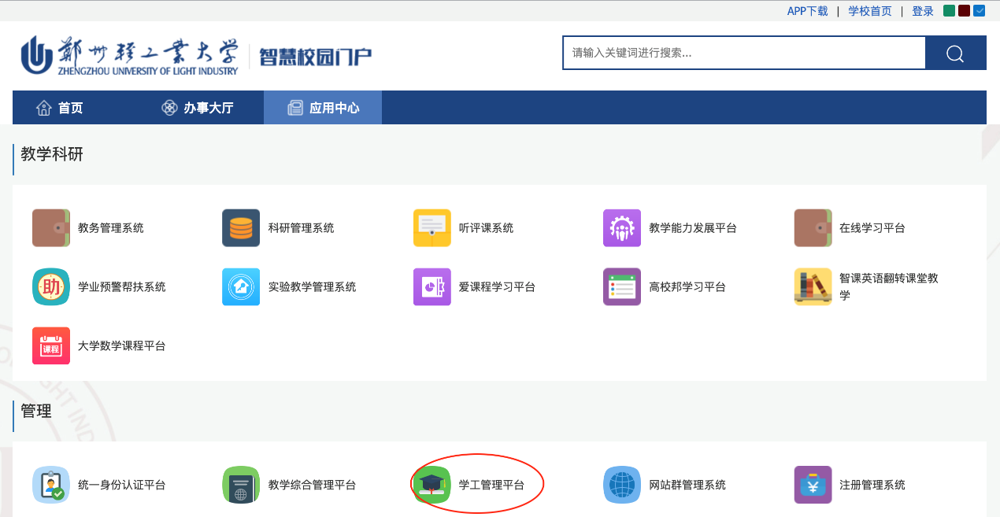 APP下载 | 学校首页 | 登录
郑州轻工业大学
ZHENGZHOU UNIVERSITY OF LIGHT INDUSTRY
智慧校园门户
请输入关键词进行搜索...
首页 办事大厅 应用中心
教学科研
教务管理系统 科研管理系统 听评课系统 教学能力发展平台 在线学习平台
助 学业预警帮扶系统 实验教学管理系统 爱课程学习平台 高校邦学习平台 智课英语翻转课堂教
学
课程 大学数学课程平台
管理
统一身份认证平台 教学综合管理平台 学工管理平台 网站群管理系统 ¥ 注册管理系统